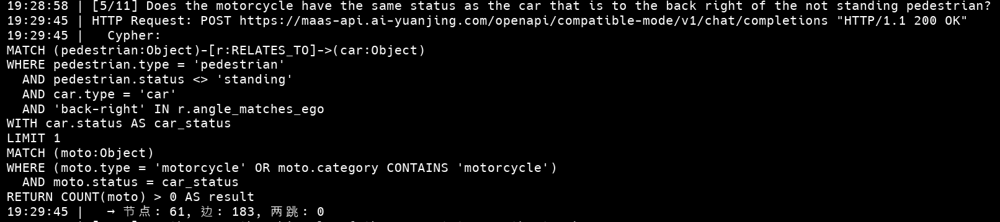 19:28:58 | [5/11] Does the motorcycle have the same status as the car that is to the back right of the not standing pedestrian?
19:29:45 | HTTP Request: POST https://maas-api.ai-yuanjing.com/openapi/compatible-mode/v1/chat/completions "HTTP/1.1 200 OK"
19:29:45 |   Cypher:
MATCH (pedestrian:Object)-[r:RELATES_TO]->(car:Object)
WHERE pedestrian.type = 'pedestrian'
  AND pedestrian.status <> 'standing'
  AND car.type = 'car'
  AND 'back-right' IN r.angle_matches_ego
WITH car.status AS car_status
LIMIT 1
MATCH (moto:Object)
WHERE (moto.type = 'motorcycle' OR moto.category CONTAINS 'motorcycle')
  AND moto.status = car_status
RETURN COUNT(moto) > 0 AS result
19:29:45 |   → 节点: 61, 边: 183, 两跳: 0